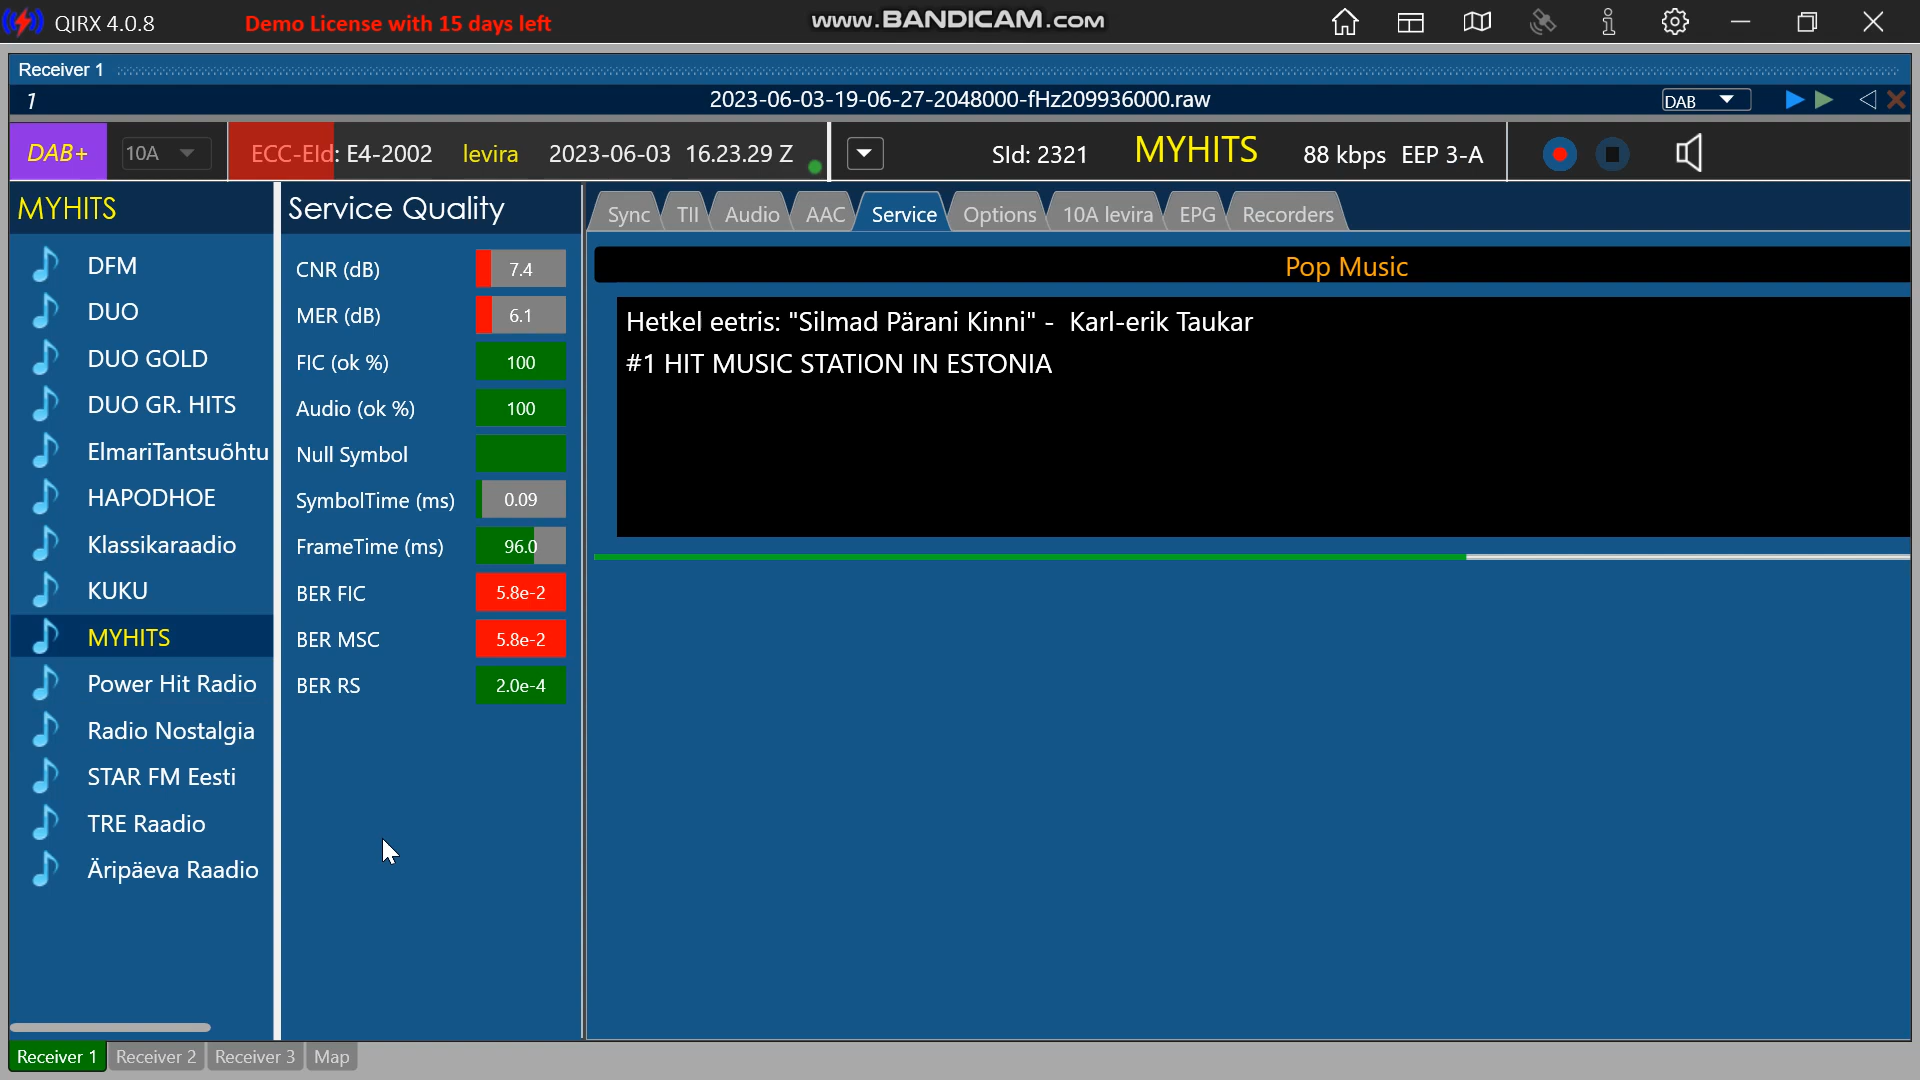 QIRX 4.0.8
Demo License with 15 days left
www.BANDICAM.com
Receiver 1
1
2023-06-03-19-06-27-2048000-fHz209936000.raw
DAB
DAB+
10A
ECC-EId: E4-2002
levira
2023-06-03 16.23.29 Z
SId: 2321
MYHITS
88 kbps
EEP 3-A
MYHITS
DFM
DUO
DUO GOLD
DUO GR. HITS
ElmariTantsuõhtu
HAPODHOE
Klassikaraadio
KUKU
MYHITS
Power Hit Radio
Radio Nostalgia
STAR FM Eesti
TRE Raadio
Äripäeva Raadio
Service Quality
CNR (dB) 7.4
MER (dB) 6.1
FIC (ok %) 100
Audio (ok %) 100
Null Symbol
SymbolTime (ms) 0.09
FrameTime (ms) 96.0
BER FIC 5.8e-2
BER MSC 5.8e-2
BER RS 2.0e-4
Sync
TII
Audio
AAC
Service
Options
10A levira
EPG
Recorders
Pop Music
Hetkel eetris: "Silmad Pärani Kinni" - Karl-erik Taukar
#1 HIT MUSIC STATION IN ESTONIA
Receiver 1
Receiver 2
Receiver 3
Map